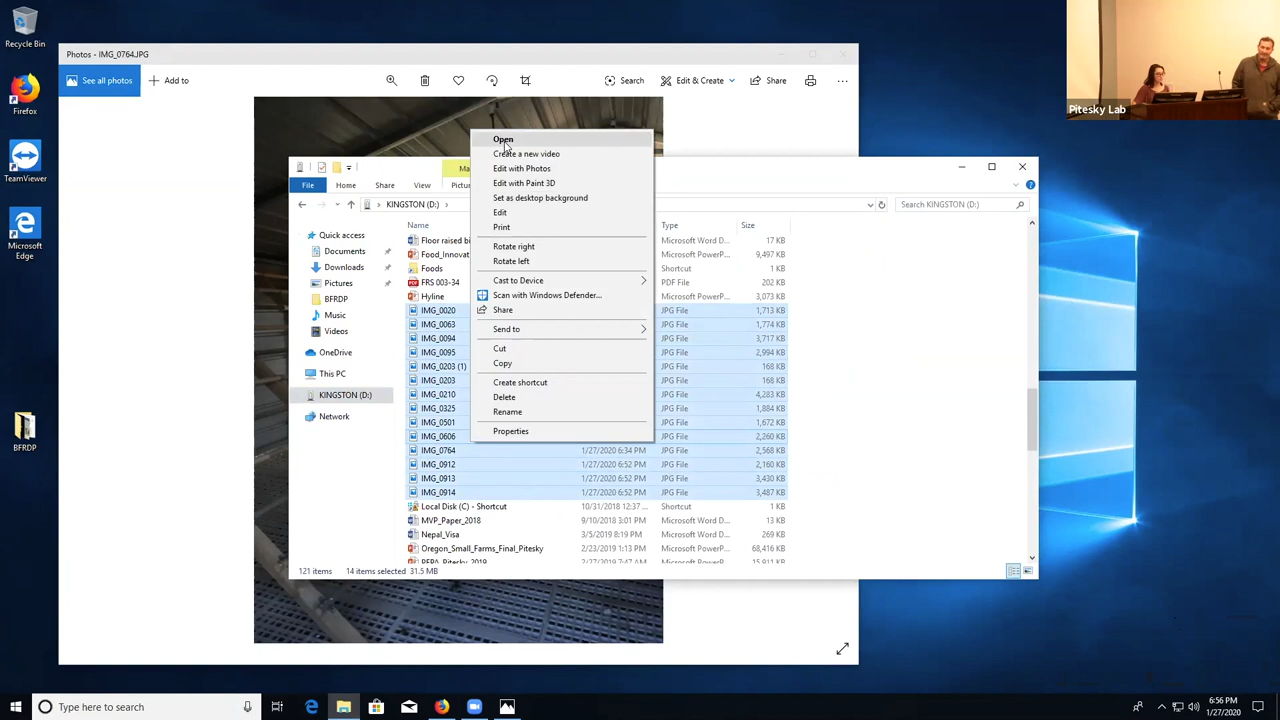 Recycle Bin
Firefox
TeamViewer
Microsoft
Edge
BFRDP
Photos - IMG_0764.JPG
See all photos
Add to
Search
Edit & Create
Share
Pitesky Lab
Open
Create a new video
Edit with Photos
Edit with Paint 3D
Set as desktop background
Edit
Print
Rotate right
Rotate left
Cast to Device
Scan with Windows Defender...
Share
Send to
Cut
Copy
Create shortcut
Delete
Rename
Properties
Ma
File
Home
Share
View
Pictur
KINGSTON (D:)
Search KINGSTON (D:)
Quick access
Documents
Downloads
Pictures
BFRDP
Music
Videos
OneDrive
This PC
KINGSTON (D:)
Network
Name Type Size
Floor raised bi Microsoft Word D... 17 KB
Food_Innovat Microsoft PowerP... 9,497 KB
Foods Shortcut 1 KB
FRS 003-34 PDF File 202 KB
Hyline Microsoft PowerP... 3,073 KB
IMG_0020 JPG File 1,713 KB
IMG_0063 JPG File 1,774 KB
IMG_0094 JPG File 3,717 KB
IMG_0095 JPG File 2,994 KB
IMG_0203 (1) JPG File 168 KB
IMG_0203 JPG File 168 KB
IMG_0210 JPG File 4,283 KB
IMG_0325 JPG File 1,884 KB
IMG_0501 JPG File 1,672 KB
IMG_0606 JPG File 2,260 KB
IMG_0764 1/27/2020 6:34 PM JPG File 2,568 KB
IMG_0912 1/27/2020 6:52 PM JPG File 2,160 KB
IMG_0913 1/27/2020 6:52 PM JPG File 3,430 KB
IMG_0914 1/27/2020 6:52 PM JPG File 3,487 KB
Local Disk (C) - Shortcut 10/31/2018 12:37 ... Shortcut 1 KB
MVP_Paper_2018 9/10/2018 3:01 PM Microsoft Word D... 13 KB
Nepal_Visa 3/5/2019 8:19 PM Microsoft Word D... 269 KB
Oregon_Small_Farms_Final_Pitesky 2/23/2019 1:13 PM Microsoft PowerP... 68,416 KB
121 items 14 items selected 31.5 MB
Type here to search
6:56 PM
1/27/2020